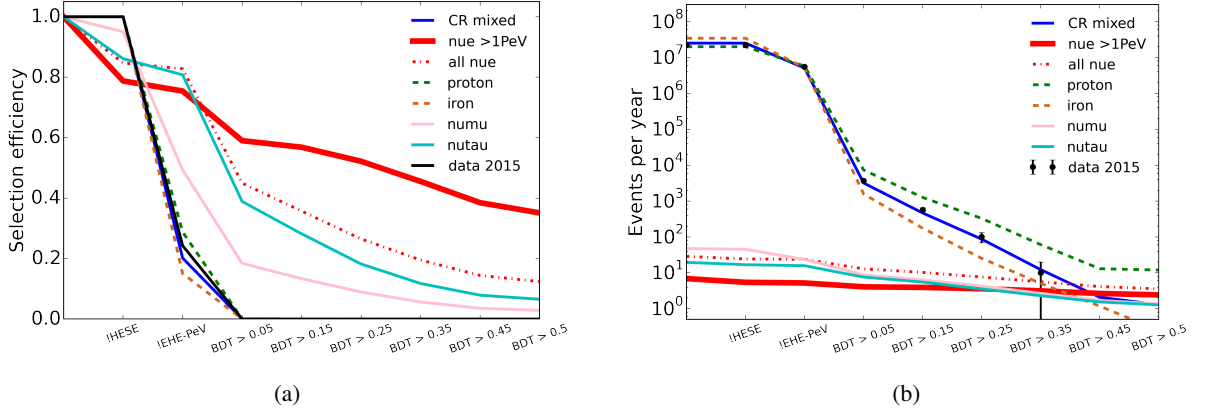 1.0
0.8
0.6
0.4
0.2
0.0
Selection efficiency
CR mixed
nue >1PeV
all nue
proton
iron
numu
nutau
data 2015
!HESE
!EHE-PeV
BDT > 0.05
BDT > 0.15
BDT > 0.25
BDT > 0.35
BDT > 0.45
BDT > 0.5
(a)
10^8
10^7
10^6
10^5
10^4
10^3
10^2
10^1
10^0
Events per year
CR mixed
nue >1PeV
all nue
proton
iron
numu
nutau
data 2015
!HESE
!EHE-PeV
BDT > 0.05
BDT > 0.15
BDT > 0.25
BDT > 0.35
BDT > 0.45
BDT > 0.5
(b)